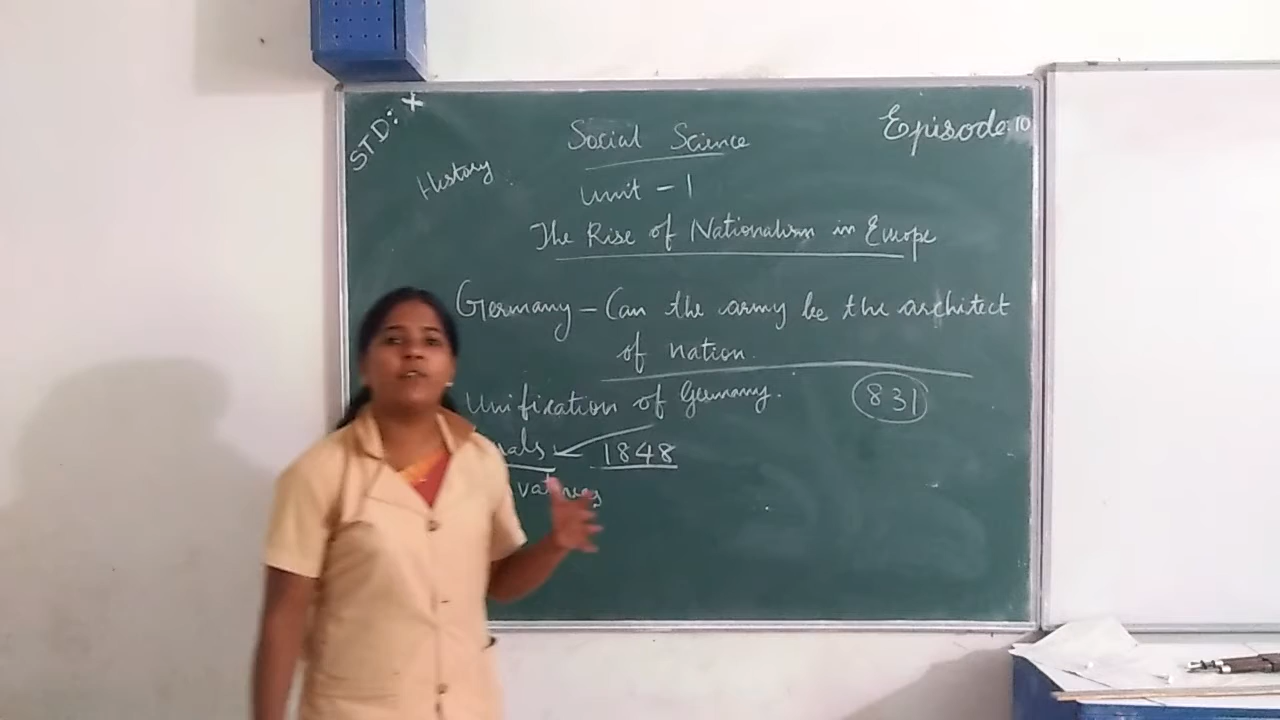 STD: X
Episode: 10
Social Science
History
Unit - 1
The Rise of Nationalism in Europe
Germany - Can the army be the architect
of nation.
Unification of Germany.
831
1848